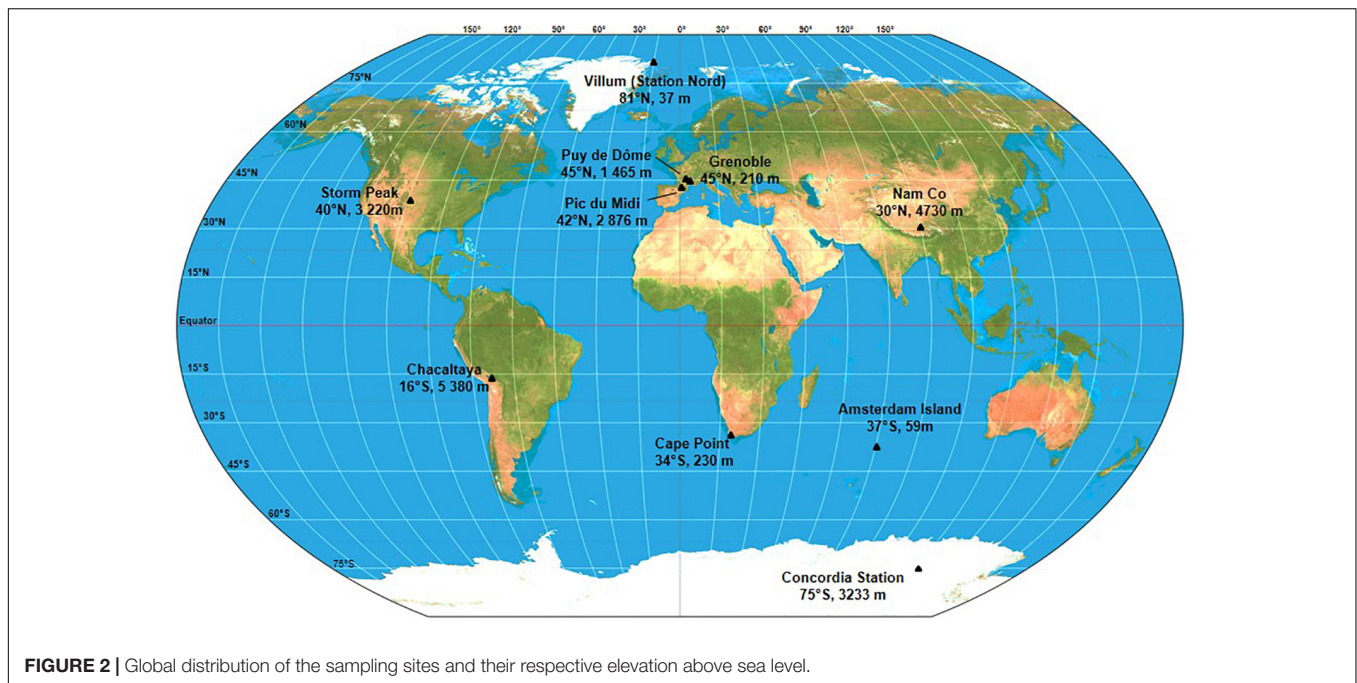 150° 120° 90° 60° 30° 0° 30° 60° 90° 120° 150°
75°N
Villum (Station Nord)
81°N, 37 m
60°N
Puy de Dôme
45°N, 1 465 m
Grenoble
45°N, 210 m
45°N
Storm Peak
40°N, 3 220m
Pic du Midi
42°N, 2 876 m
Nam Co
30°N, 4730 m
30°N
15°N
Equator
15°S
Chacaltaya
16°S, 5 380 m
30°S
Amsterdam Island
37°S, 59m
Cape Point
34°S, 230 m
45°S
60°S
75°S
Concordia Station
75°S, 3233 m
FIGURE 2 | Global distribution of the sampling sites and their respective elevation above sea level.